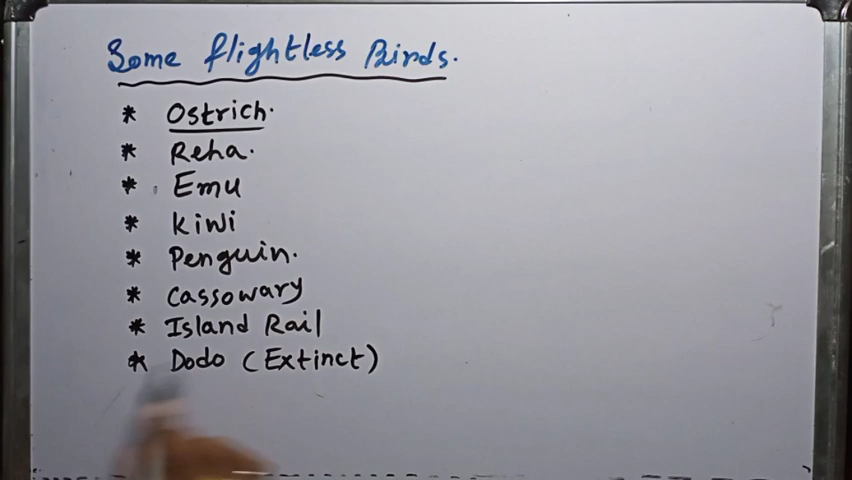 Some flightless Birds.
* Ostrich.
* Reha.
* Emu
* Kiwi
* Penguin.
* Cassowary
* Island Rail
* Dodo (Extinct)